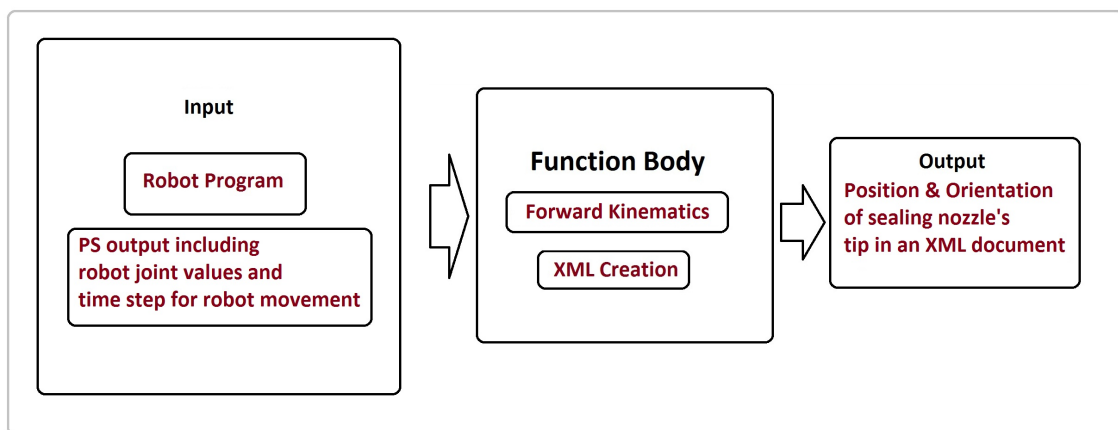 Input
Robot Program
PS output including
robot joint values and
time step for robot movement
Function Body
Forward Kinematics
XML Creation
Output
Position & Orientation
of sealing nozzle's
tip in an XML document